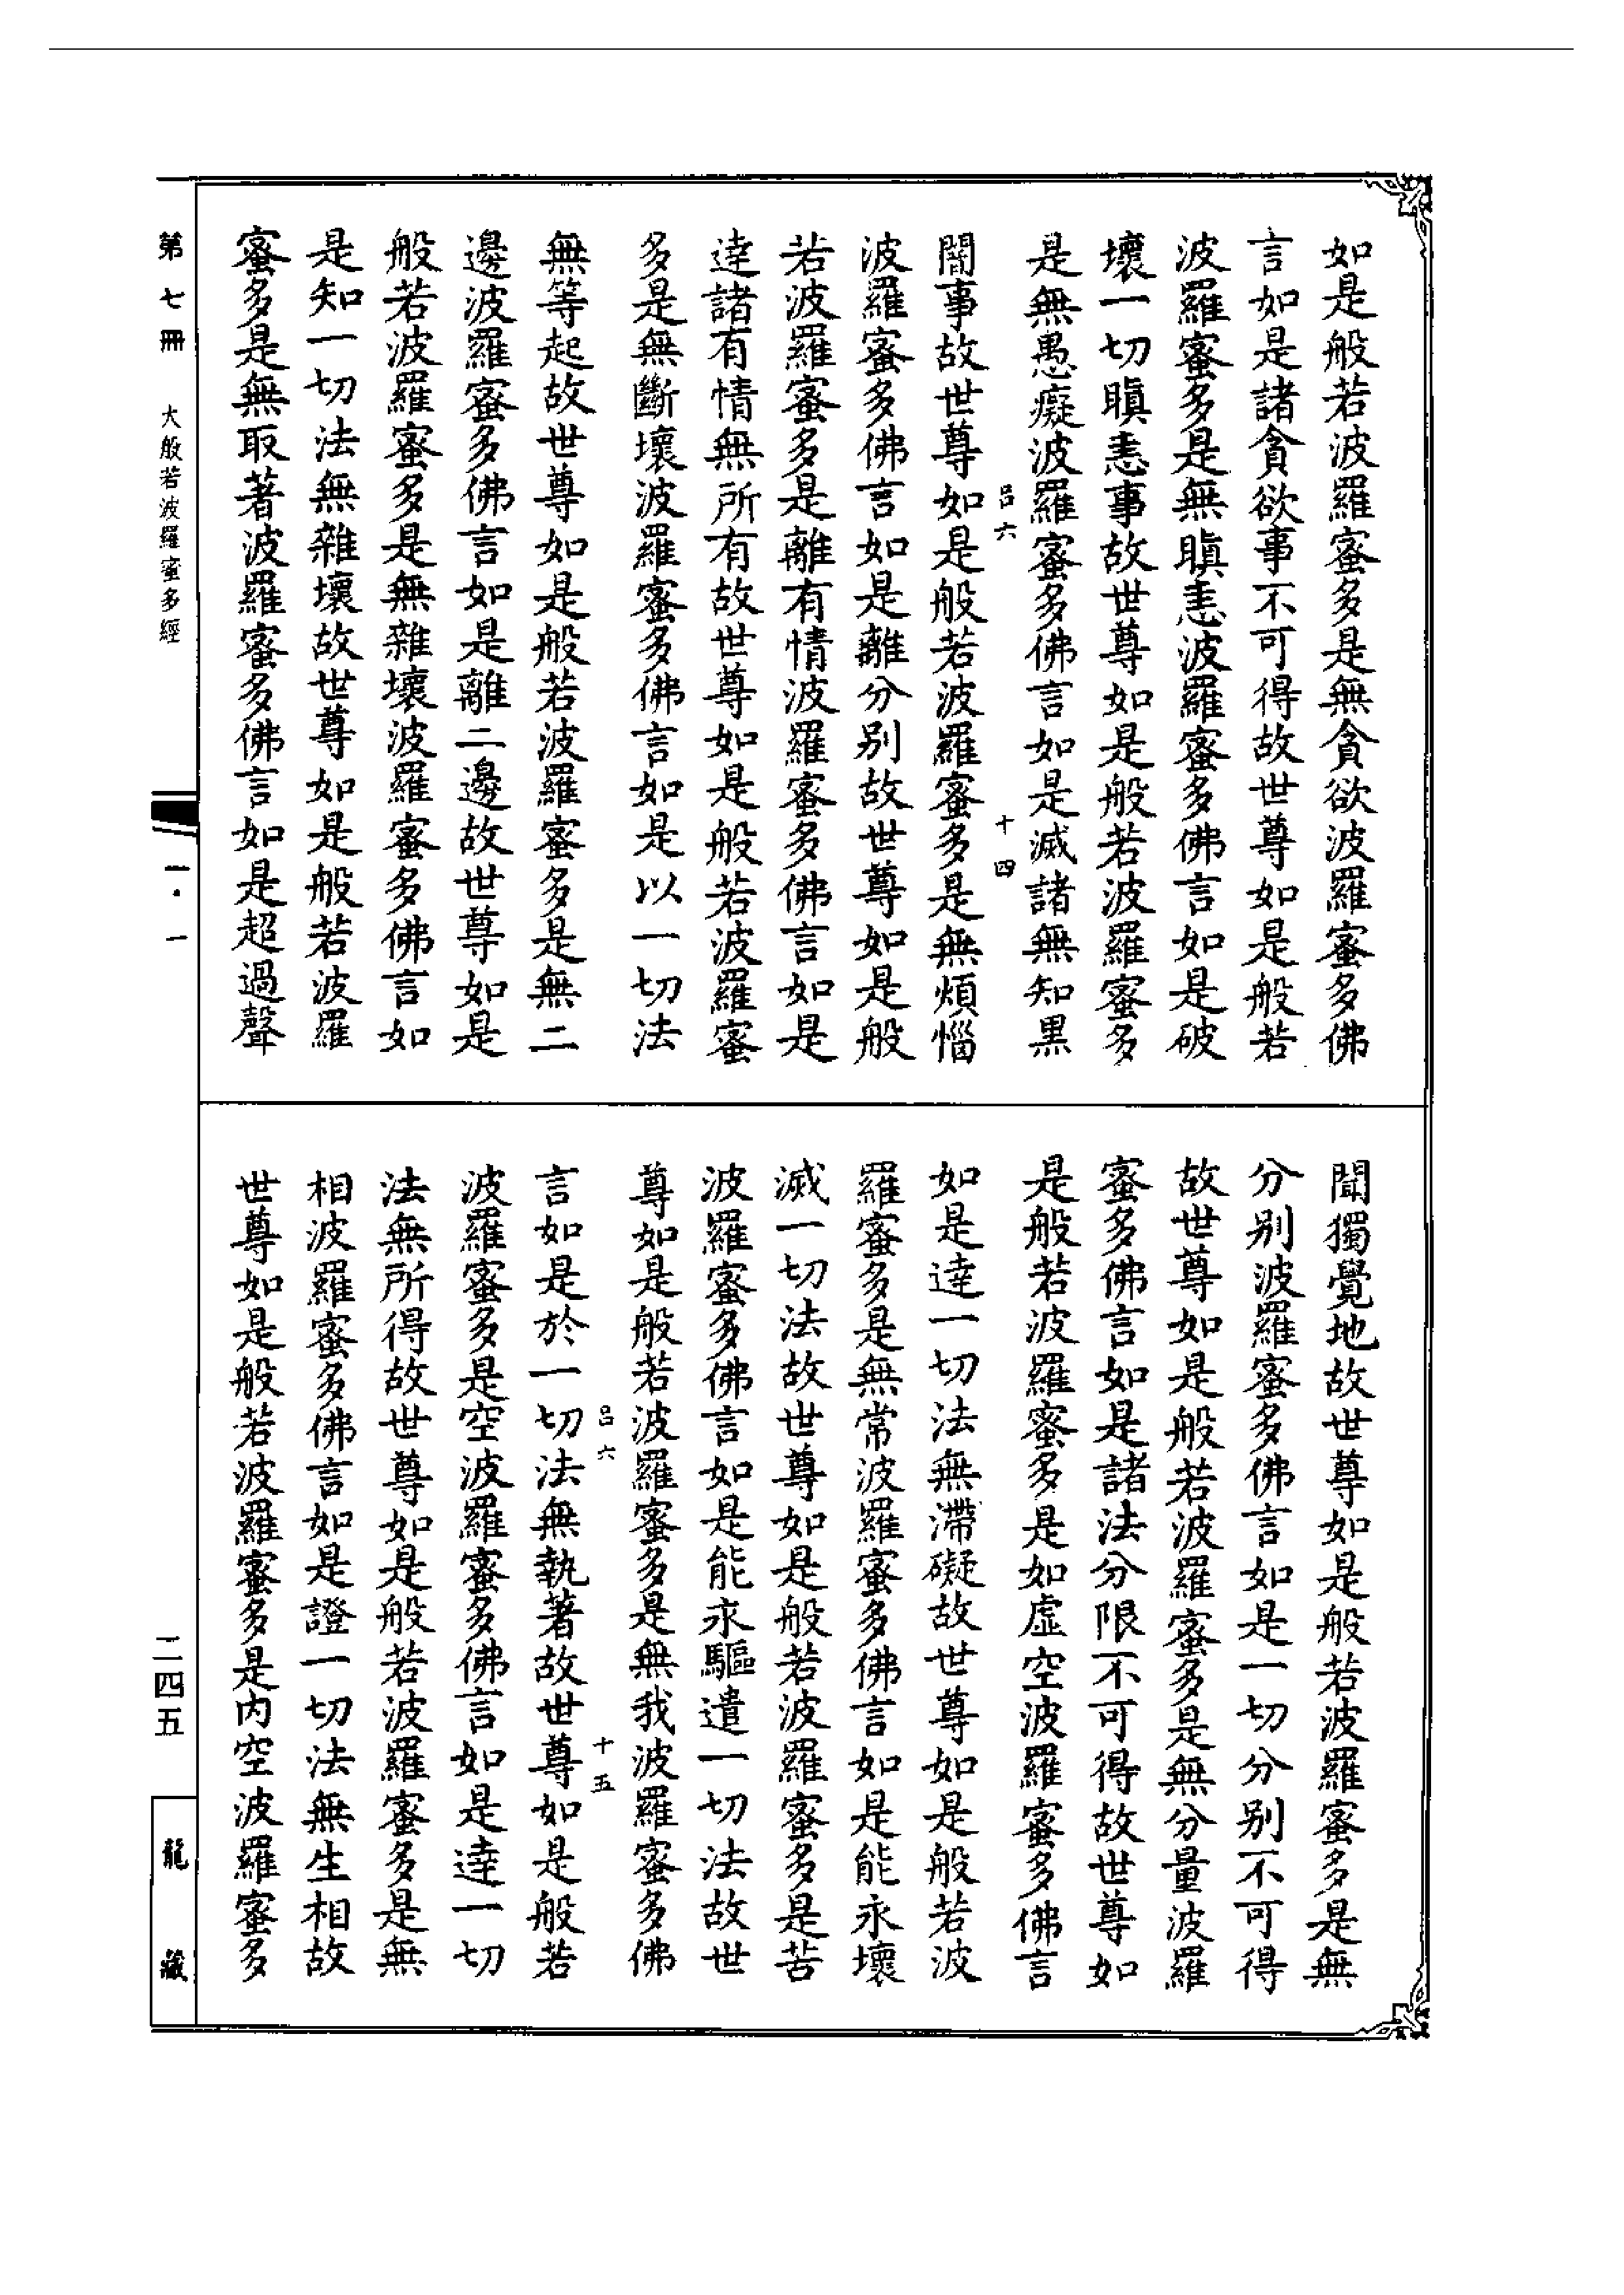 如是般若波羅蜜多是無貪欲波羅蜜多佛
言如是諸貪欲事不可得故世尊如是般若
波羅蜜多是無瞋恚波羅蜜多佛言如是破
壞一切瞋恚事故世尊如是般若波羅蜜多
是無愚癡波羅蜜多佛言如是滅諸無知黑
呂六 十四
闇事故世尊如是般若波羅蜜多是無煩惱
波羅蜜多佛言如是離分别故世尊如是般
若波羅蜜多是離有情波羅蜜多佛言如是
達諸有情無所有故世尊如是般若波羅蜜
多是無斷壞波羅蜜多佛言如是以一切法
無等起故世尊如是般若波羅蜜多是無二
邊波羅蜜多佛言如是離二邊故世尊如是
般若波羅蜜多是無雜壞波羅蜜多佛言如
是知一切法無雜壞故世尊如是般若波羅
蜜多是無取著波羅蜜多佛言如是超過聲
聞獨覺地故世尊如是般若波羅蜜多是無
分别波羅蜜多佛言如是一切分别不可得
故世尊如是般若波羅蜜多是無分量波羅
蜜多佛言如是諸法分限不可得故世尊如
是般若波羅蜜多是如虛空波羅蜜多佛言
如是達一切法無滯礙故世尊如是般若波
羅蜜多是無常波羅蜜多佛言如是能永壞
滅一切法故世尊如是般若波羅蜜多是苦
波羅蜜多佛言如是能永驅遣一切法故世
尊如是般若波羅蜜多是無我波羅蜜多佛
呂六 十五
言如是於一切法無執著故世尊如是般若
波羅蜜多是空波羅蜜多佛言如是達一切
法無所得故世尊如是般若波羅蜜多是無
相波羅蜜多佛言如是證一切法無生相故
世尊如是般若波羅蜜多是内空波羅蜜多
第七冊 大般若波羅蜜多經
一·一
二四五
龍藏